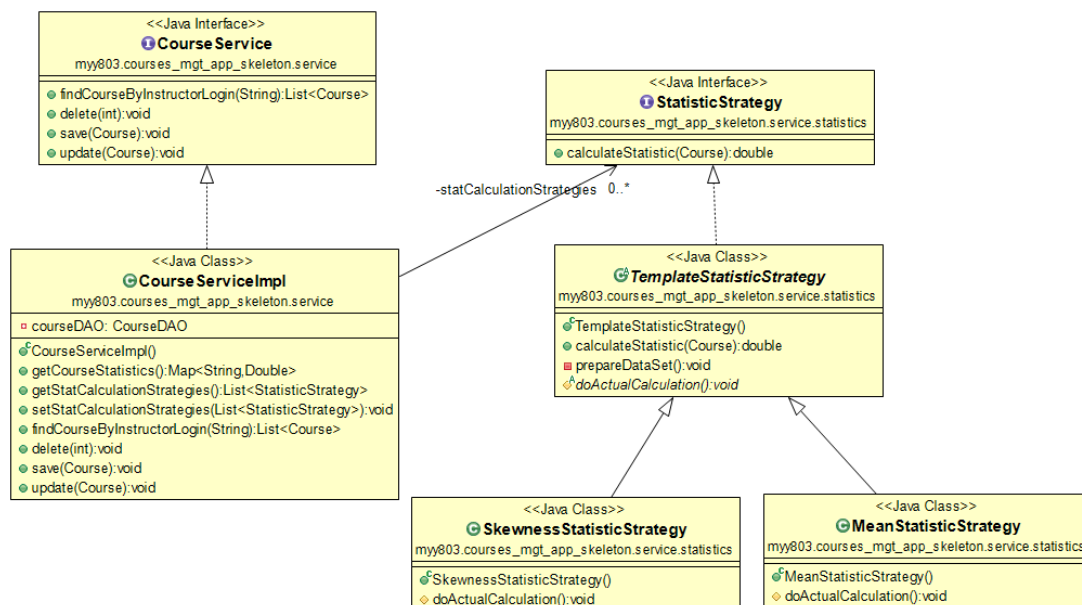 <<Java Interface>>
CourseService
myy803.courses_mgt_app_skeleton.service
findCourseByInstructorLogin(String):List<Course>
delete(int):void
save(Course):void
update(Course):void
<<Java Interface>>
StatisticStrategy
myy803.courses_mgt_app_skeleton.service.statistics
calculateStatistic(Course):double
-statCalculationStrategies 0..*
<<Java Class>>
CourseServiceImpl
myy803.courses_mgt_app_skeleton.service
courseDAO: CourseDAO
CourseServiceImpl()
getCourseStatistics():Map<String,Double>
getStatCalculationStrategies():List<StatisticStrategy>
setStatCalculationStrategies(List<StatisticStrategy>):void
findCourseByInstructorLogin(String):List<Course>
delete(int):void
save(Course):void
update(Course):void
<<Java Class>>
TemplateStatisticStrategy
myy803.courses_mgt_app_skeleton.service.statistics
TemplateStatisticStrategy()
calculateStatistic(Course):double
prepareDataSet():void
doActualCalculation():void
<<Java Class>>
SkewnessStatisticStrategy
myy803.courses_mgt_app_skeleton.service.statistics
SkewnessStatisticStrategy()
doActualCalculation():void
<<Java Class>>
MeanStatisticStrategy
myy803.courses_mgt_app_skeleton.service.statistics
MeanStatisticStrategy()
doActualCalculation():void